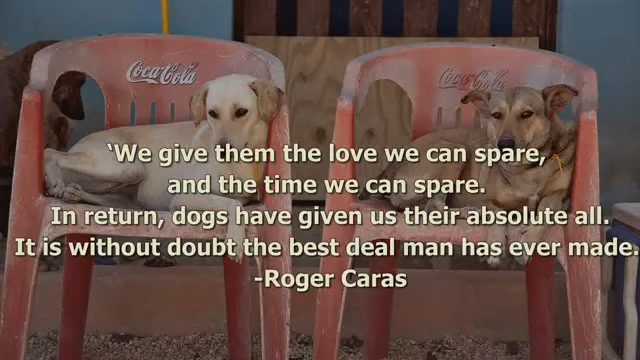 Coca-Cola
Coca-Cola
‘We give them the love we can spare,
and the time we can spare.
In return, dogs have given us their absolute all.
It is without doubt the best deal man has ever made.
-Roger Caras